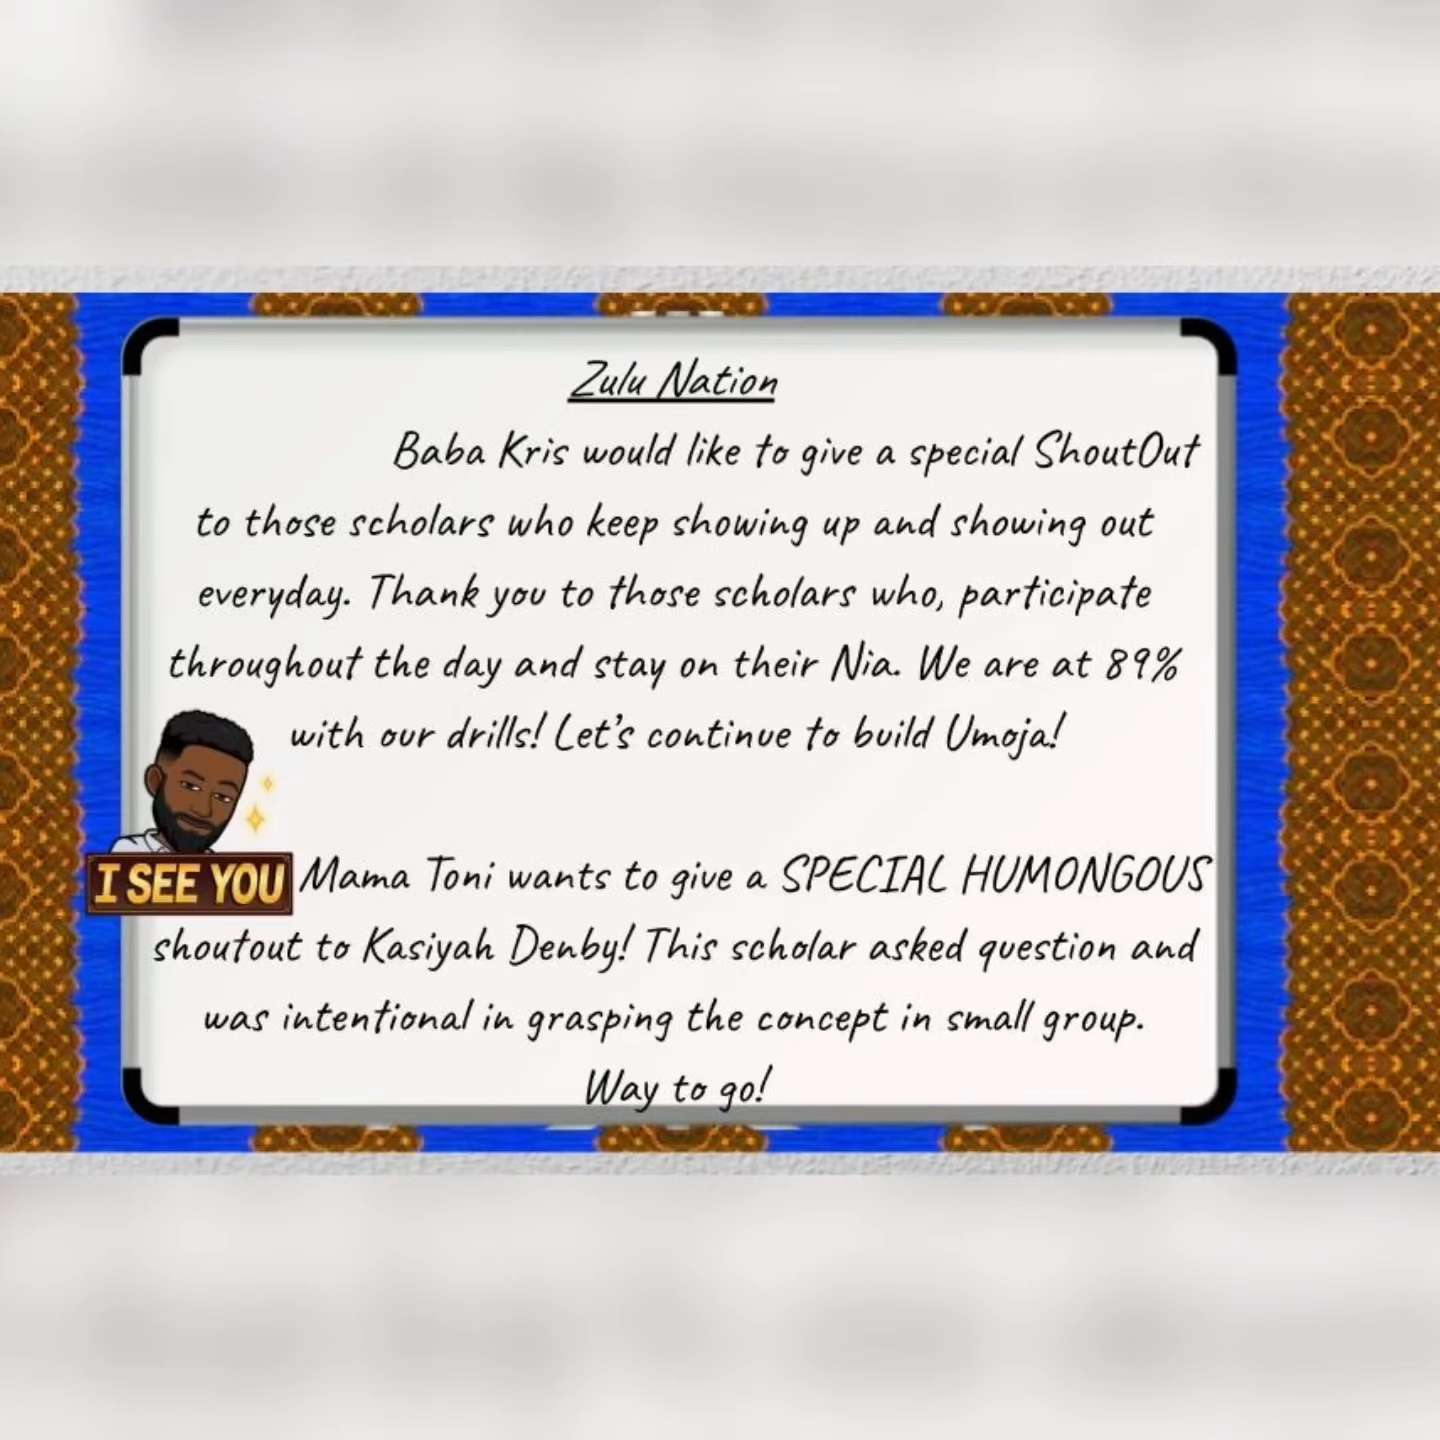 Zulu Nation
Baba Kris would like to give a special ShoutOut
to those scholars who keep showing up and showing out
everyday. Thank you to those scholars who, participate
throughout the day and stay on their Nia. We are at 89%
with our drills! Let's continue to build Umoja!
I SEE YOU
Mama Toni wants to give a SPECIAL HUMONGOUS
shoutout to Kasiyah Denby! This scholar asked question and
was intentional in grasping the concept in small group.
Way to go!